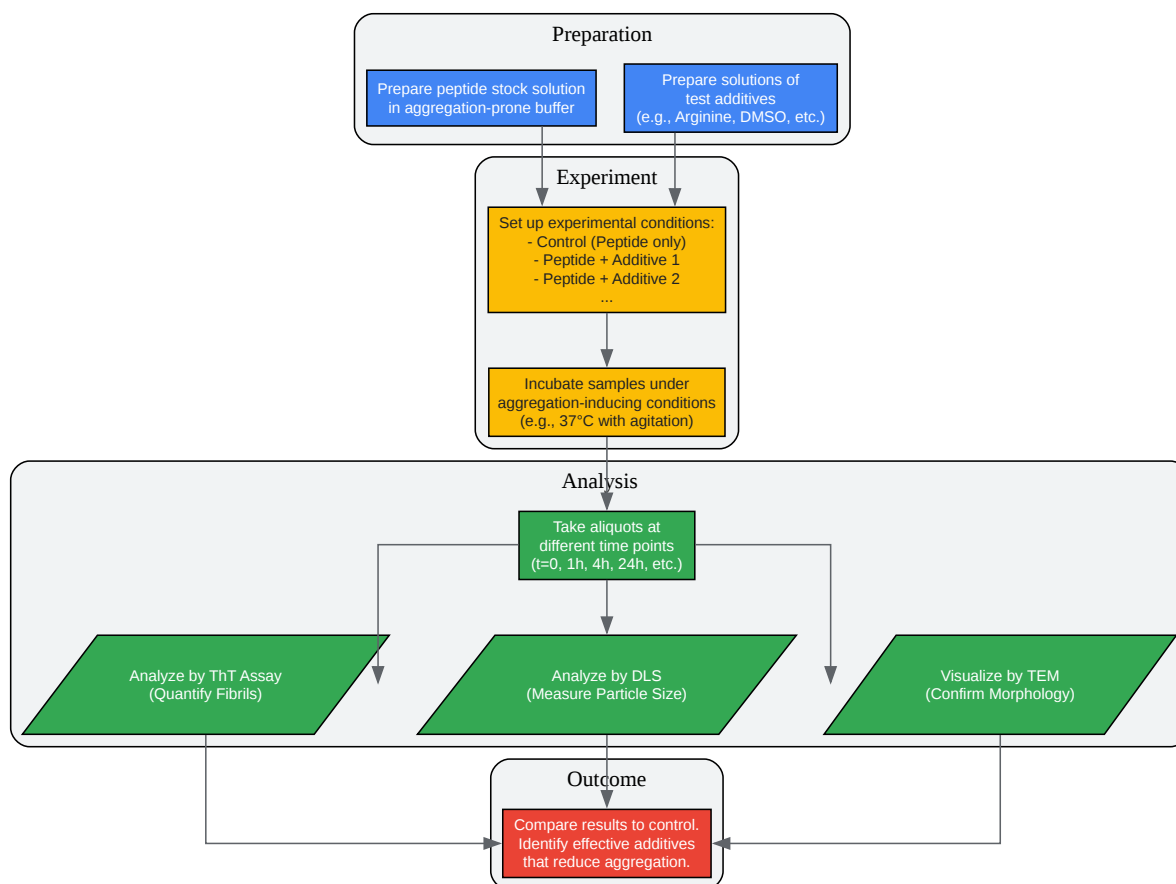 Preparation
Prepare peptide stock solution
in aggregation-prone buffer
Prepare solutions of
test additives
(e.g., Arginine, DMSO, etc.)
Experiment
Set up experimental conditions:
- Control (Peptide only)
- Peptide + Additive 1
- Peptide + Additive 2
...
Incubate samples under
aggregation-inducing conditions
(e.g., 37°C with agitation)
Analysis
Take aliquots at
different time points
(t=0, 1h, 4h, 24h, etc.)
Analyze by ThT Assay
(Quantify Fibrils)
Analyze by DLS
(Measure Particle Size)
Visualize by TEM
(Confirm Morphology)
Outcome
Compare results to control.
Identify effective additives
that reduce aggregation.